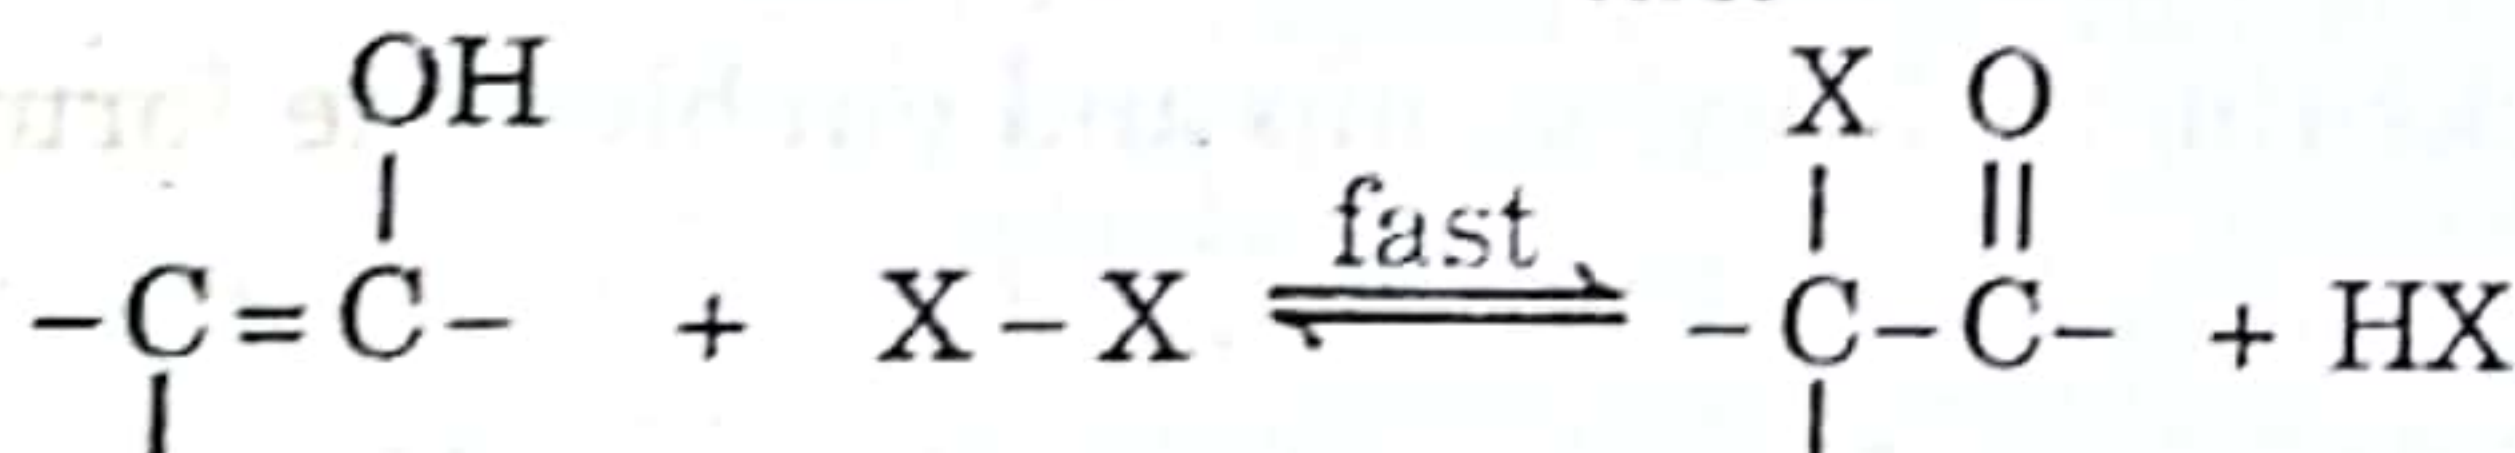 OH X O
fast
-C=C- + X-X ⇌ -C-C- + HX